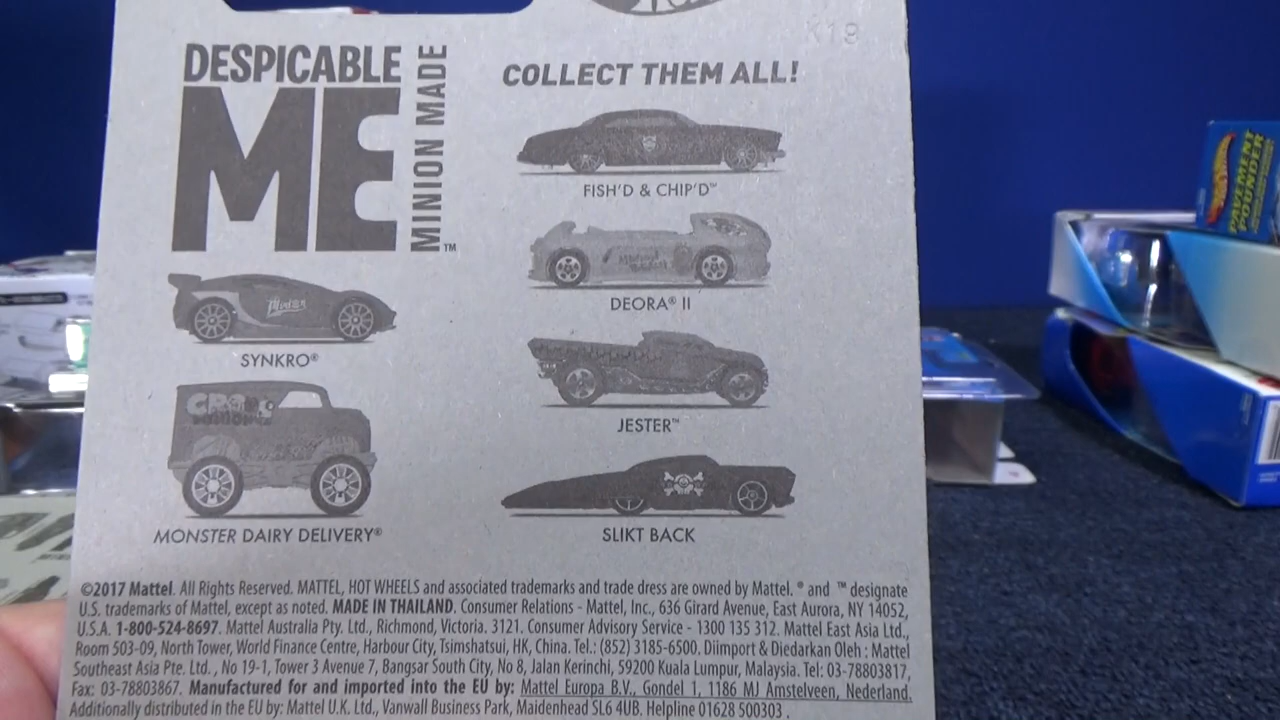 K19
DESPICABLE
ME
MINION MADE
™
COLLECT THEM ALL!
FISH'D & CHIP'D™
DEORA® II
SYNKRO®
JESTER™
MONSTER DAIRY DELIVERY®
SLIKT BACK
©2017 Mattel. All Rights Reserved. MATTEL, HOT WHEELS and associated trademarks and trade dress are owned by Mattel. ® and ™ designate
U.S. trademarks of Mattel, except as noted. MADE IN THAILAND. Consumer Relations - Mattel, Inc., 636 Girard Avenue, East Aurora, NY 14052,
U.S.A. 1-800-524-8697. Mattel Australia Pty. Ltd., Richmond, Victoria. 3121. Consumer Advisory Service - 1300 135 312. Mattel East Asia Ltd.,
Room 503-09, North Tower, World Finance Centre, Harbour City, Tsimshatsui, HK, China. Tel.: (852) 3185-6500. Diimport & Diedarkan Oleh : Mattel
Southeast Asia Pte. Ltd. , No 19-1, Tower 3 Avenue 7, Bangsar South City, No 8, Jalan Kerinchi, 59200 Kuala Lumpur, Malaysia. Tel: 03-78803817,
Fax: 03-78803867. Manufactured for and imported into the EU by: Mattel Europa B.V., Gondel 1, 1186 MJ Amstelveen, Nederland.
Additionally distributed in the EU by: Mattel U.K. Ltd., Vanwall Business Park, Maidenhead SL6 4UB. Helpline 01628 500303 .
PAVEMENT
POUNDER